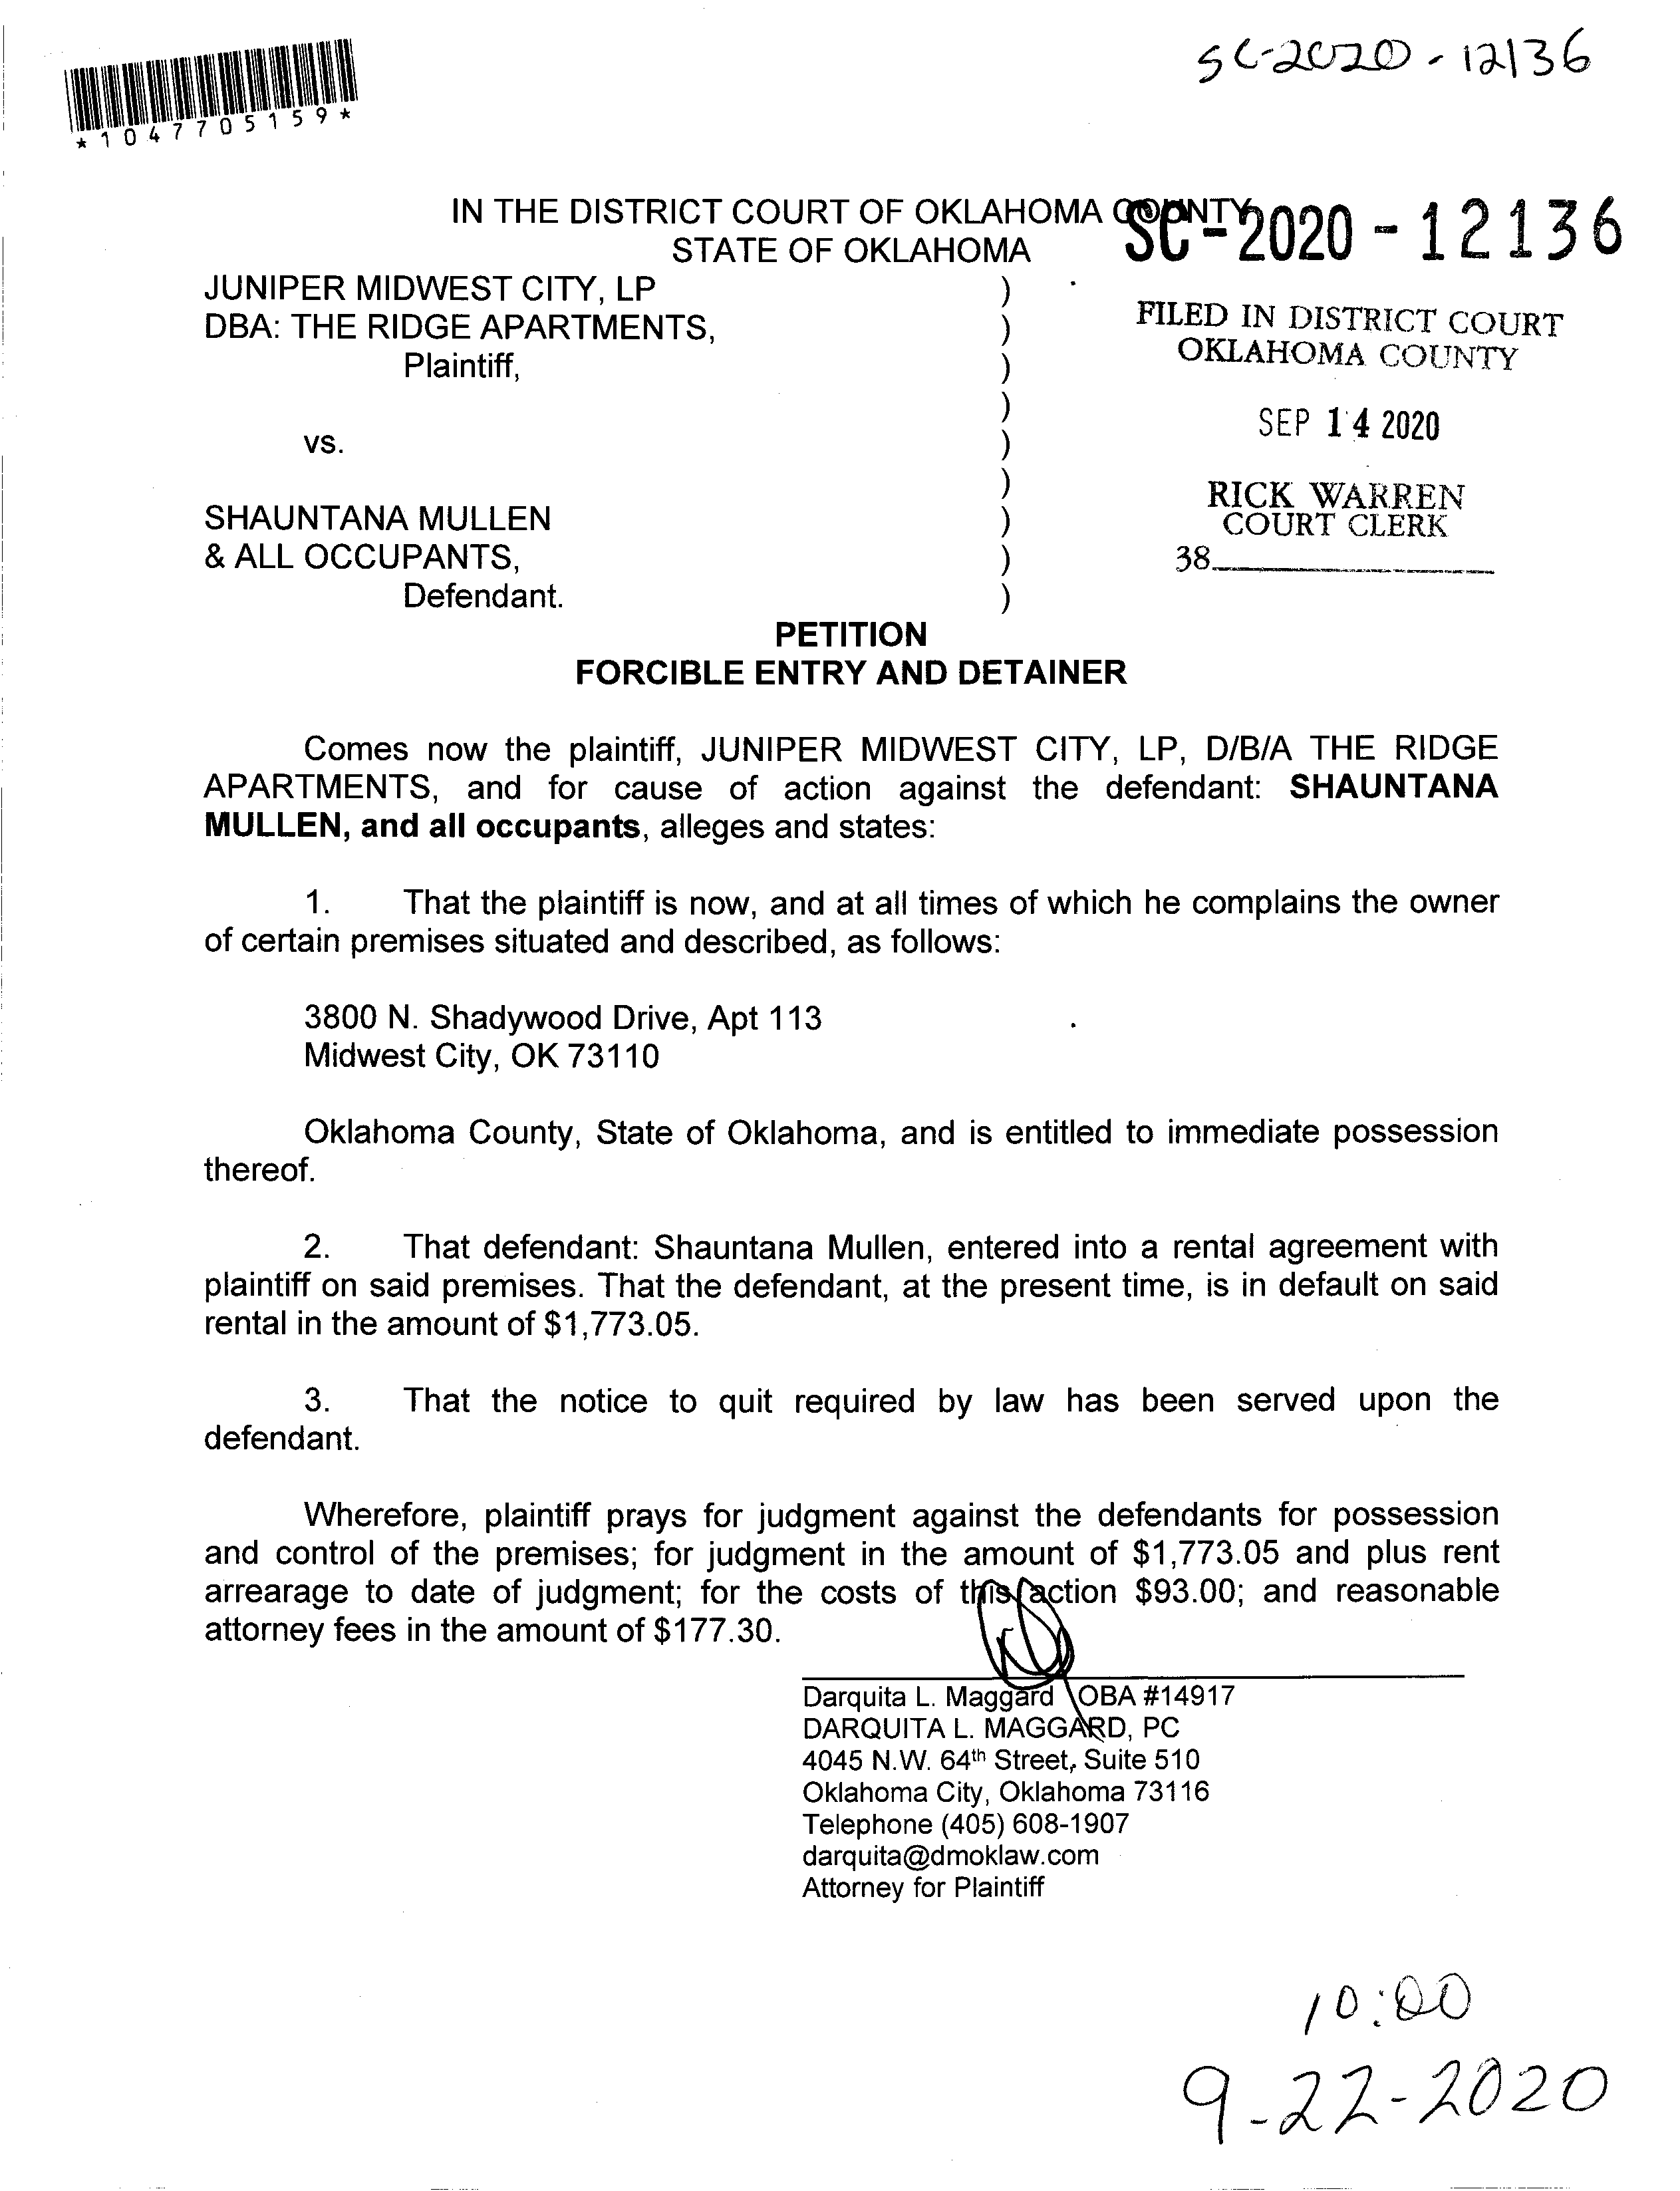 SC-2020-12136
*1047705159*
IN THE DISTRICT COURT OF OKLAHOMA COUNTY
SC-2020-12136
STATE OF OKLAHOMA
JUNIPER MIDWEST CITY, LP )
DBA: THE RIDGE APARTMENTS, )
Plaintiff, )
)
vs. )
)
SHAUNTANA MULLEN )
& ALL OCCUPANTS, )
Defendant. )
FILED IN DISTRICT COURT
OKLAHOMA COUNTY
SEP 14 2020
RICK WARREN
COURT CLERK
38
PETITION
FORCIBLE ENTRY AND DETAINER
Comes now the plaintiff, JUNIPER MIDWEST CITY, LP, D/B/A THE RIDGE
APARTMENTS, and for cause of action against the defendant: SHAUNTANA
MULLEN, and all occupants, alleges and states:
1. That the plaintiff is now, and at all times of which he complains the owner
of certain premises situated and described, as follows:
3800 N. Shadywood Drive, Apt 113
Midwest City, OK 73110
Oklahoma County, State of Oklahoma, and is entitled to immediate possession
thereof.
2. That defendant: Shauntana Mullen, entered into a rental agreement with
plaintiff on said premises. That the defendant, at the present time, is in default on said
rental in the amount of $1,773.05.
3. That the notice to quit required by law has been served upon the
defendant.
Wherefore, plaintiff prays for judgment against the defendants for possession
and control of the premises; for judgment in the amount of $1,773.05 and plus rent
arrearage to date of judgment; for the costs of this action $93.00; and reasonable
attorney fees in the amount of $177.30.
Darquita L. Maggard OBA #14917
DARQUITA L. MAGGARD, PC
4045 N.W. 64th Street, Suite 510
Oklahoma City, Oklahoma 73116
Telephone (405) 608-1907
darquita@dmoklaw.com
Attorney for Plaintiff
10:00
9-22-2020